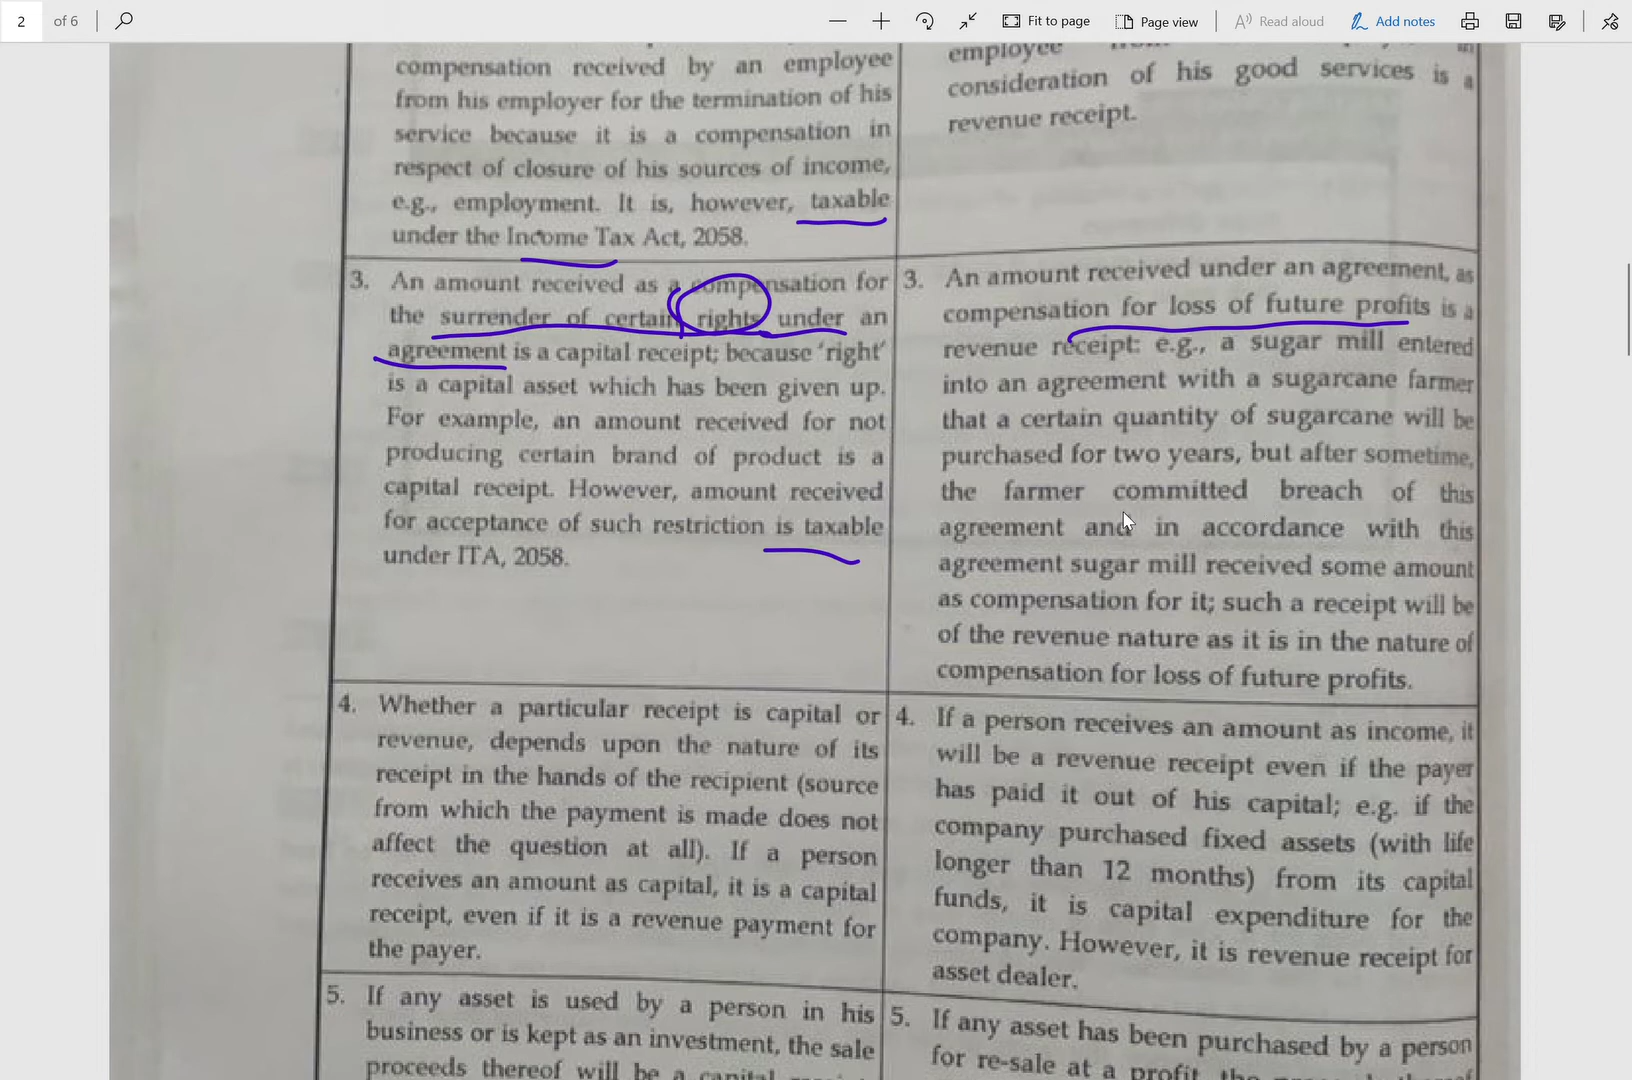 2 of 6
Fit to page
Page view
Read aloud
Add notes
compensation received by an employee
from his employer for the termination of his
service because it is a compensation in
respect of closure of his sources of income,
e.g., employment. It is, however, taxable
under the Income Tax Act, 2058.
employee
consideration of his good services is a
revenue receipt.
3. An amount received as a compensation for
the surrender of certain rights under an
agreement is a capital receipt; because ‘right’
is a capital asset which has been given up.
For example, an amount received for not
producing certain brand of product is a
capital receipt. However, amount received
for acceptance of such restriction is taxable
under ITA, 2058.
3. An amount received under an agreement, as
compensation for loss of future profits is a
revenue receipt: e.g., a sugar mill entered
into an agreement with a sugarcane farmer
that a certain quantity of sugarcane will be
purchased for two years, but after sometime,
the farmer committed breach of this
agreement and in accordance with this
agreement sugar mill received some amount
as compensation for it; such a receipt will be
of the revenue nature as it is in the nature of
compensation for loss of future profits.
4. Whether a particular receipt is capital or
revenue, depends upon the nature of its
receipt in the hands of the recipient (source
from which the payment is made does not
affect the question at all). If a person
receives an amount as capital, it is a capital
receipt, even if it is a revenue payment for
the payer.
4. If a person receives an amount as income, it
will be a revenue receipt even if the payer
has paid it out of his capital; e.g. if the
company purchased fixed assets (with life
longer than 12 months) from its capital
funds, it is capital expenditure for the
company. However, it is revenue receipt for
asset dealer.
5. If any asset is used by a person in his
business or is kept as an investment, the sale
proceeds thereof will be a capital
5. If any asset has been purchased by a person
for re-sale at a profit, the